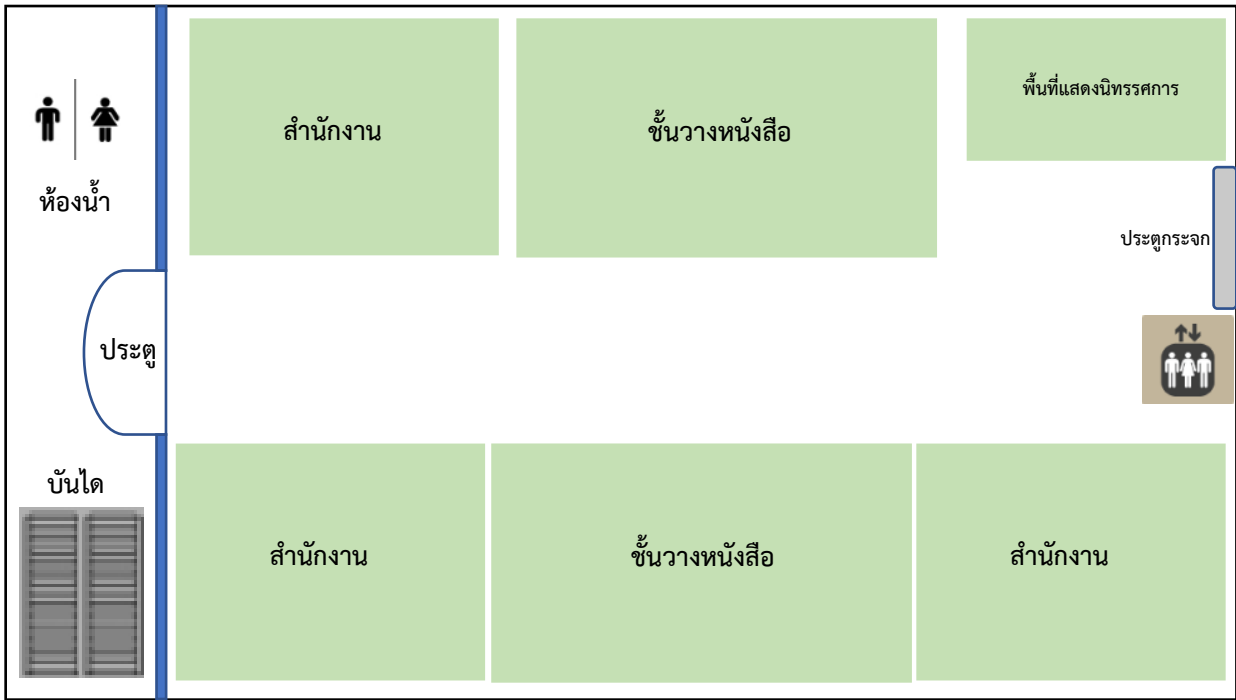 สำนักงาน
ชั้นวางหนังสือ
พื้นที่แสดงนิทรรศการ
ห้องน้ำ
ประตูกระจก
ประตู
บันได
สำนักงาน
ชั้นวางหนังสือ
สำนักงาน